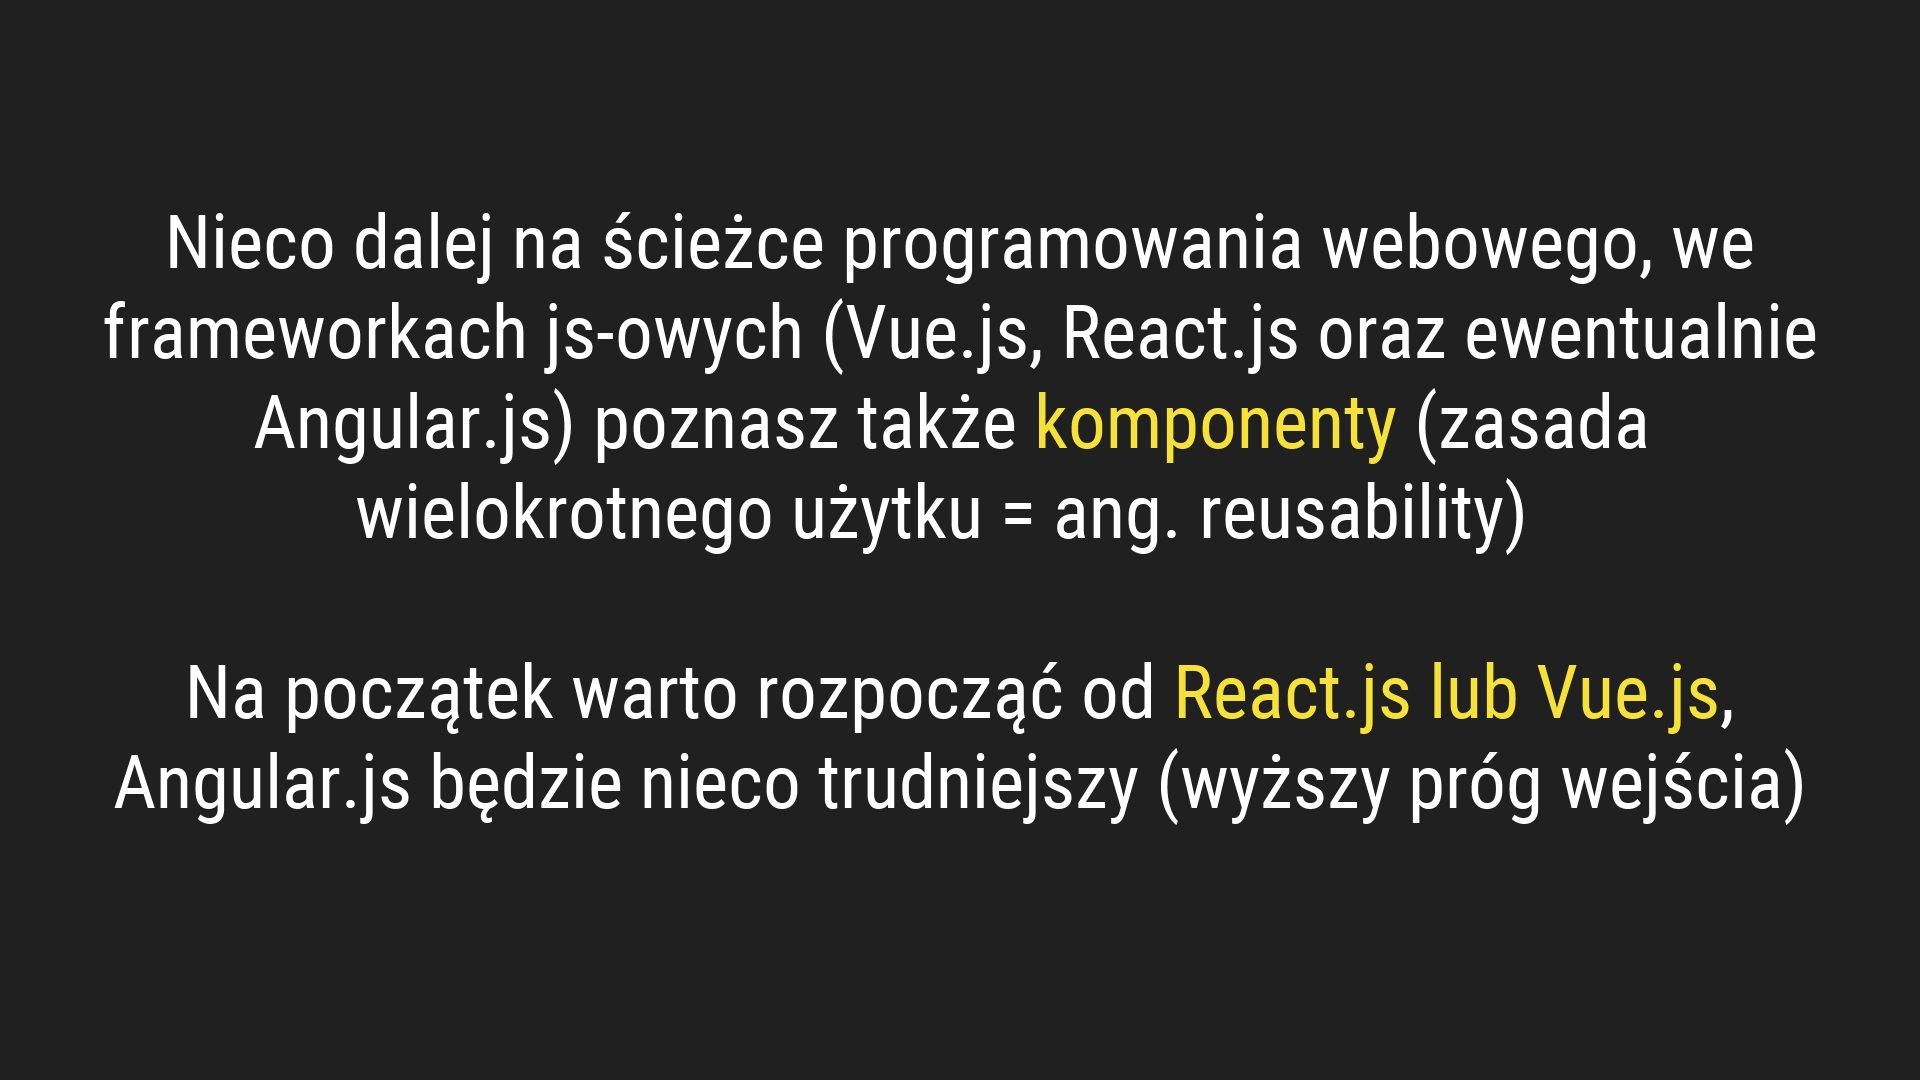 Nieco dalej na ścieżce programowania webowego, we
frameworkach js-owych (Vue.js, React.js oraz ewentualnie
Angular.js) poznasz także komponenty (zasada
wielokrotnego użytku = ang. reusability)
Na początek warto rozpocząć od React.js lub Vue.js,
Angular.js będzie nieco trudniejszy (wyższy próg wejścia)